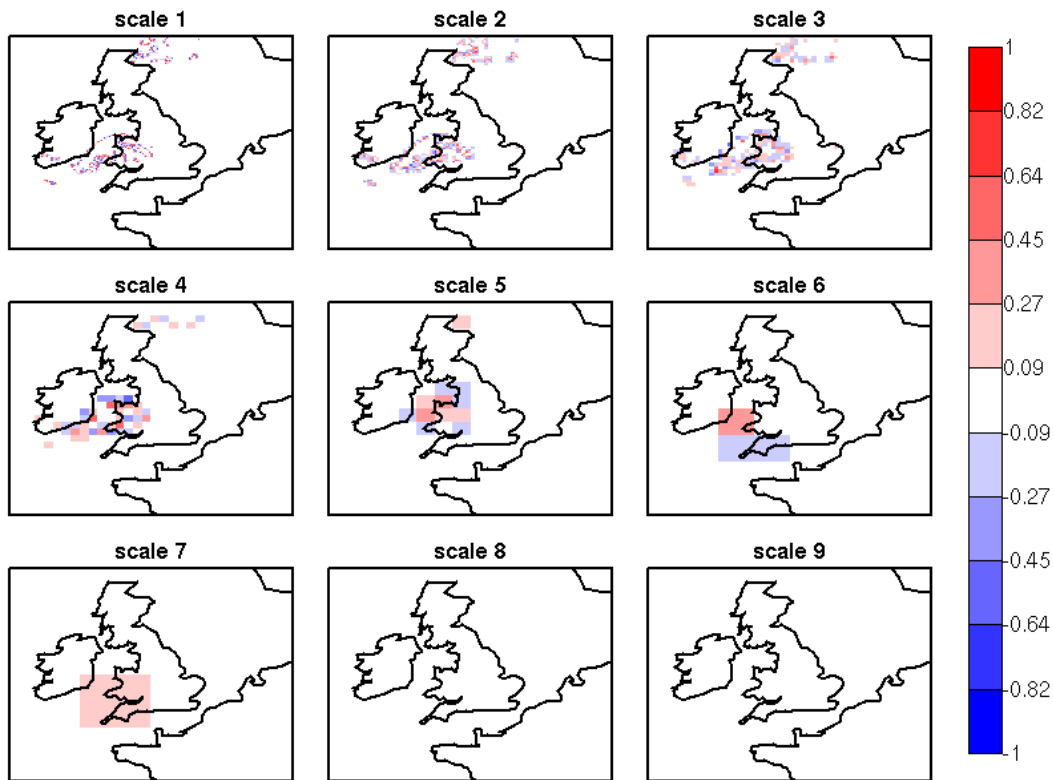 scale 1
scale 2
scale 3
scale 4
scale 5
scale 6
scale 7
scale 8
scale 9
1
0.82
0.64
0.45
0.27
0.09
-0.09
-0.27
-0.45
-0.64
-0.82
-1